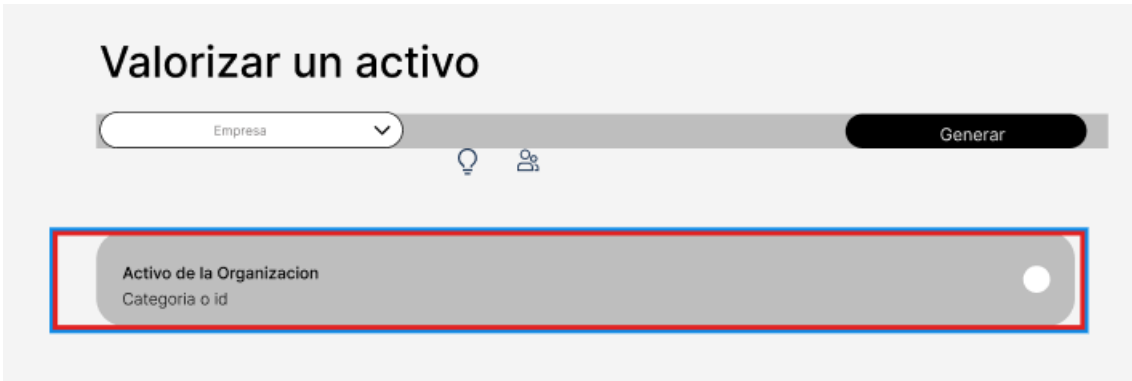 Valorizar un activo
Empresa
Generar
Activo de la Organizacion
Categoria o id